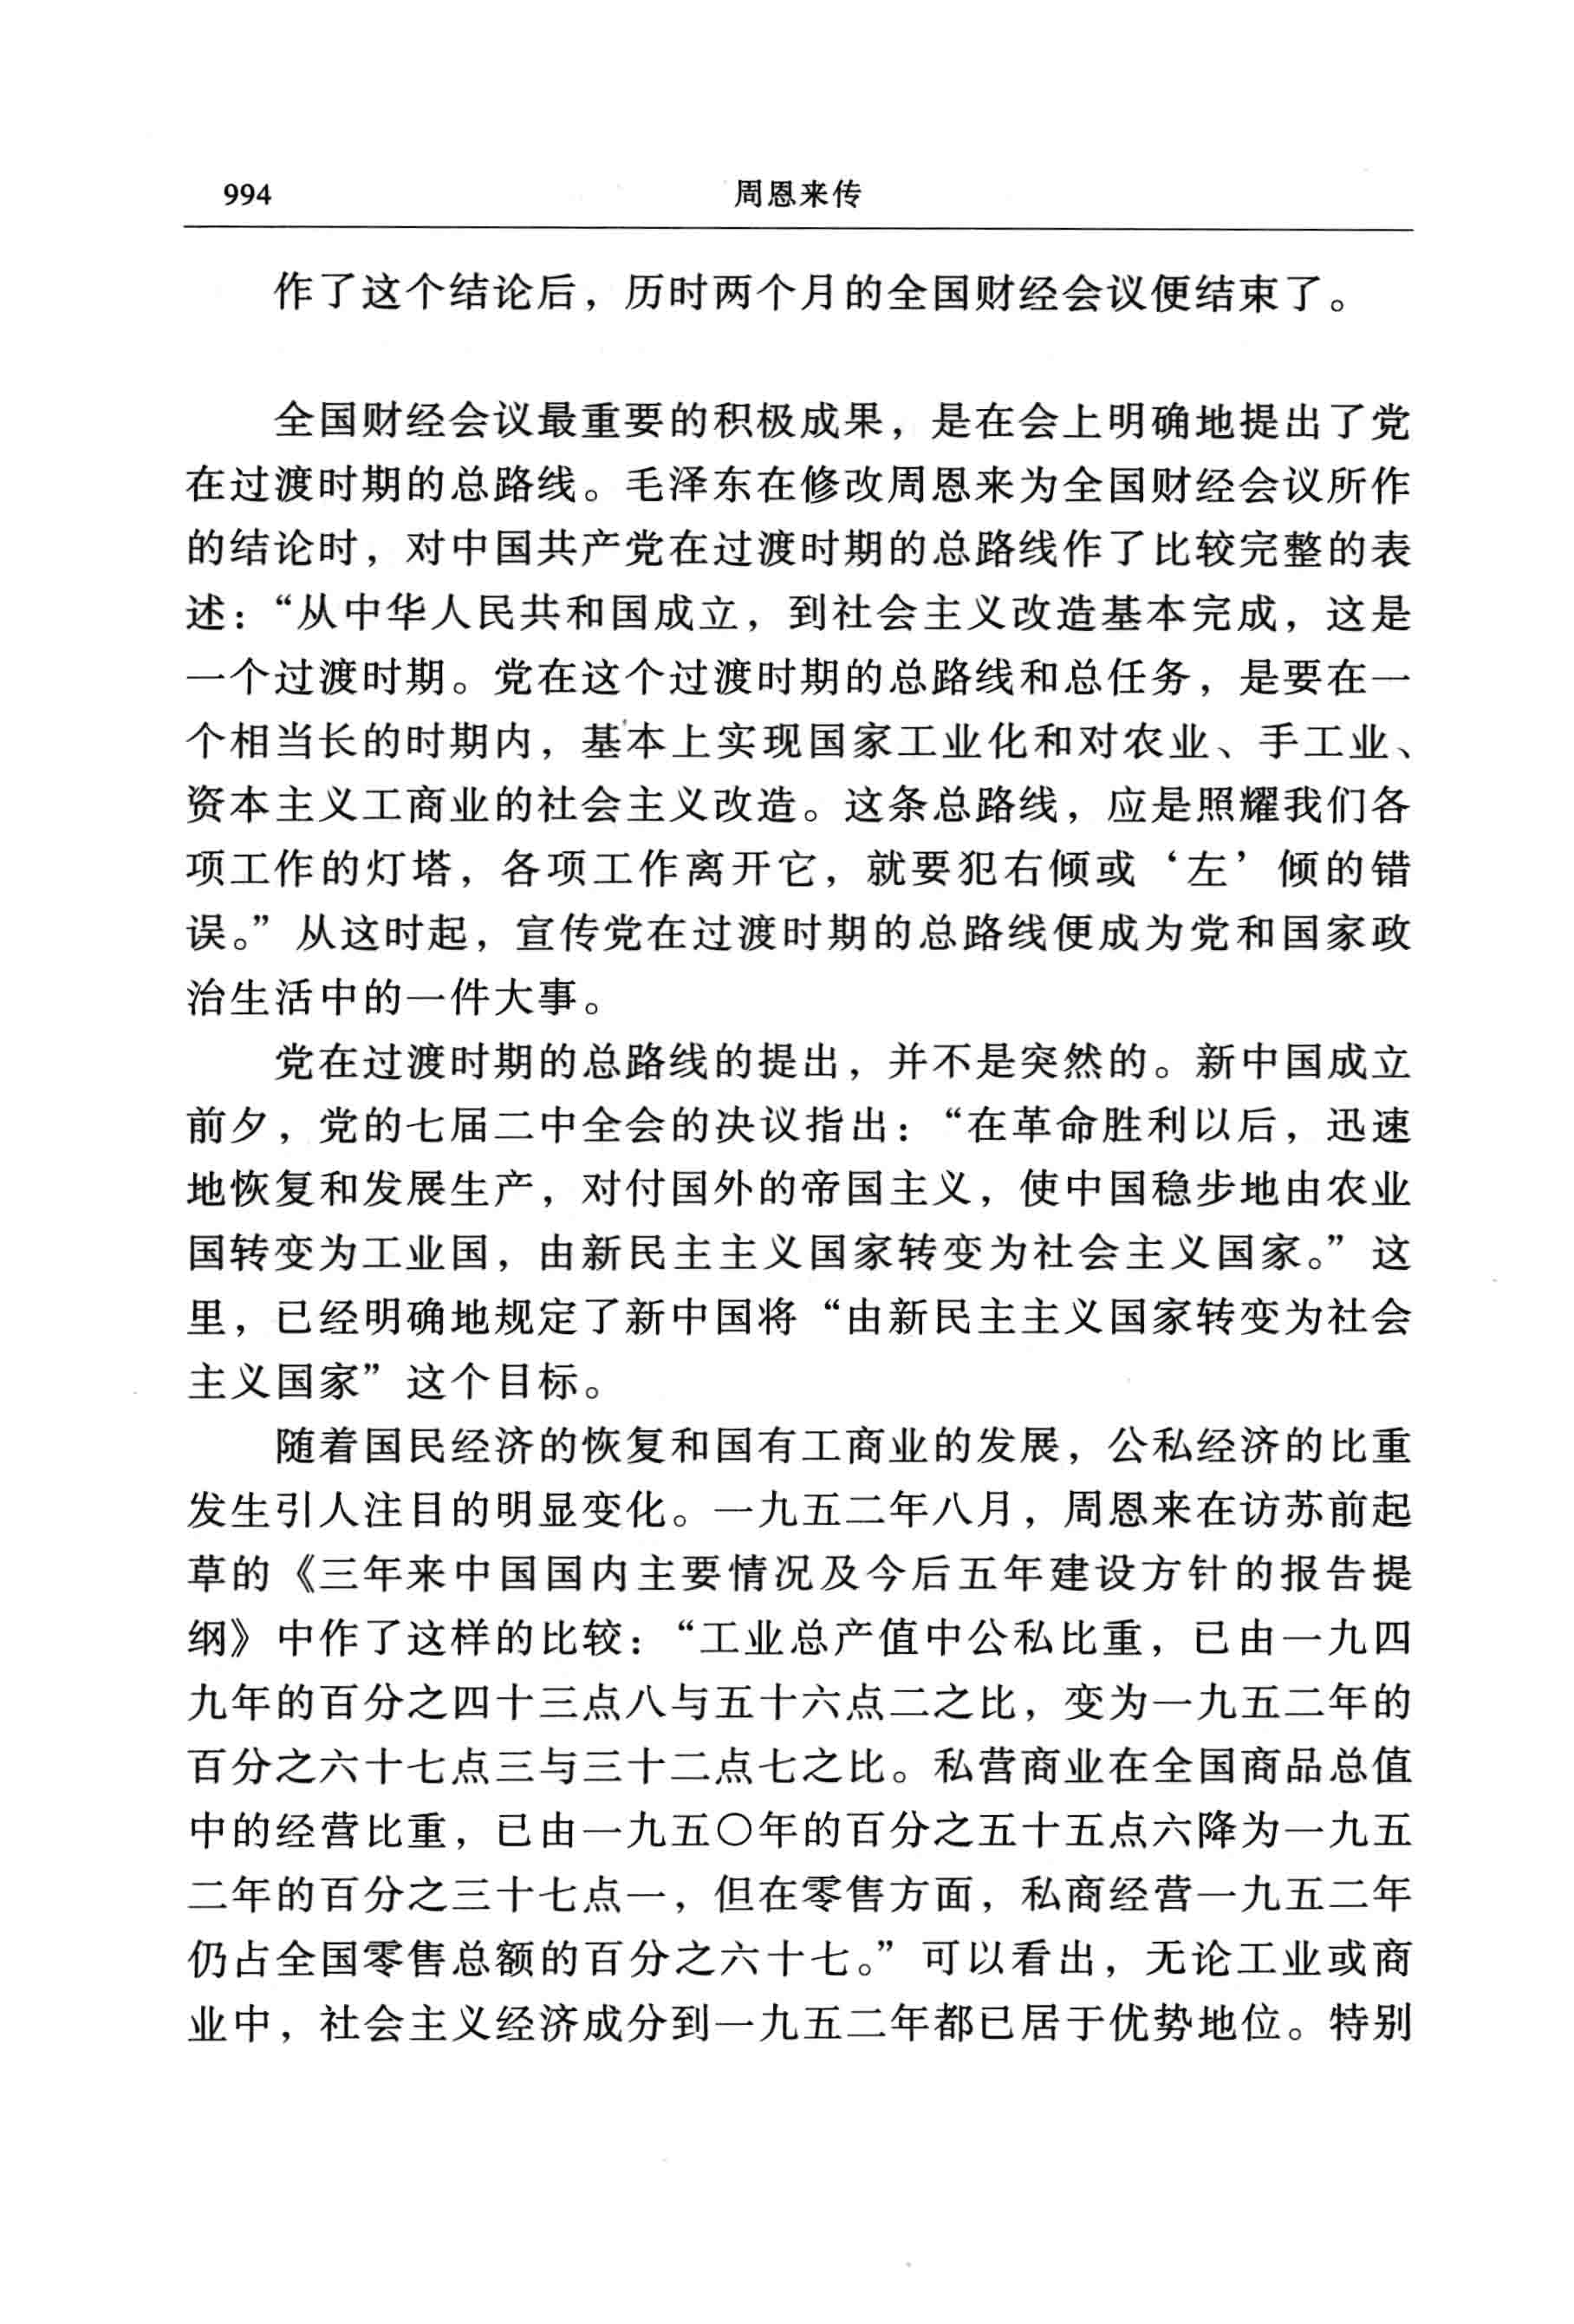 994
周恩来传
作了这个结论后，历时两个月的全国财经会议便结束了。
全国财经会议最重要的积极成果，是在会上明确地提出了党
在过渡时期的总路线。毛泽东在修改周恩来为全国财经会议所作
的结论时，对中国共产党在过渡时期的总路线作了比较完整的表
述：“从中华人民共和国成立，到社会主义改造基本完成，这是
一个过渡时期。党在这个过渡时期的总路线和总任务，是要在一
个相当长的时期内，基本上实现国家工业化和对农业、手工业、
资本主义工商业的社会主义改造。这条总路线，应是照耀我们各
项工作的灯塔，各项工作离开它，就要犯右倾或‘左’倾的错
误。”从这时起，宣传党在过渡时期的总路线便成为党和国家政
治生活中的一件大事。
党在过渡时期的总路线的提出，并不是突然的。新中国成立
前夕，党的七届二中全会的决议指出：“在革命胜利以后，迅速
地恢复和发展生产，对付国外的帝国主义，使中国稳步地由农业
国转变为工业国，由新民主主义国家转变为社会主义国家。”这
里，已经明确地规定了新中国将“由新民主主义国家转变为社会
主义国家”这个目标。
随着国民经济的恢复和国有工商业的发展，公私经济的比重
发生引人注目的明显变化。一九五二年八月，周恩来在访苏前起
草的《三年来中国国内主要情况及今后五年建设方针的报告提
纲》中作了这样的比较：“工业总产值中公私比重，已由一九四
九年的百分之四十三点八与五十六点二之比，变为一九五二年的
百分之六十七点三与三十二点七之比。私营商业在全国商品总值
中的经营比重，已由一九五〇年的百分之五十五点六降为一九五
二年的百分之三十七点一，但在零售方面，私商经营一九五二年
仍占全国零售总额的百分之六十七。”可以看出，无论工业或商
业中，社会主义经济成分到一九五二年都已居于优势地位。特别